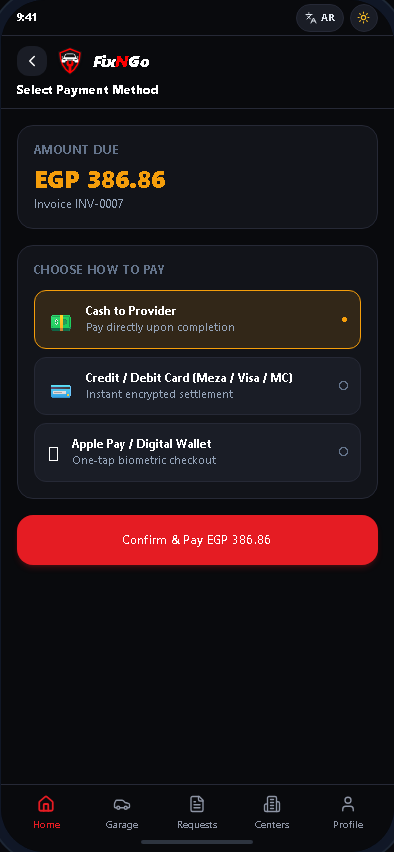 9:41
AR
FixNGo
Select Payment Method
AMOUNT DUE
EGP 386.86
Invoice INV-0007
CHOOSE HOW TO PAY
Cash to Provider
Pay directly upon completion
Credit / Debit Card (Meza / Visa / MC)
Instant encrypted settlement
Apple Pay / Digital Wallet
One-tap biometric checkout
Confirm & Pay EGP 386.86
Home Garage Requests Centers Profile